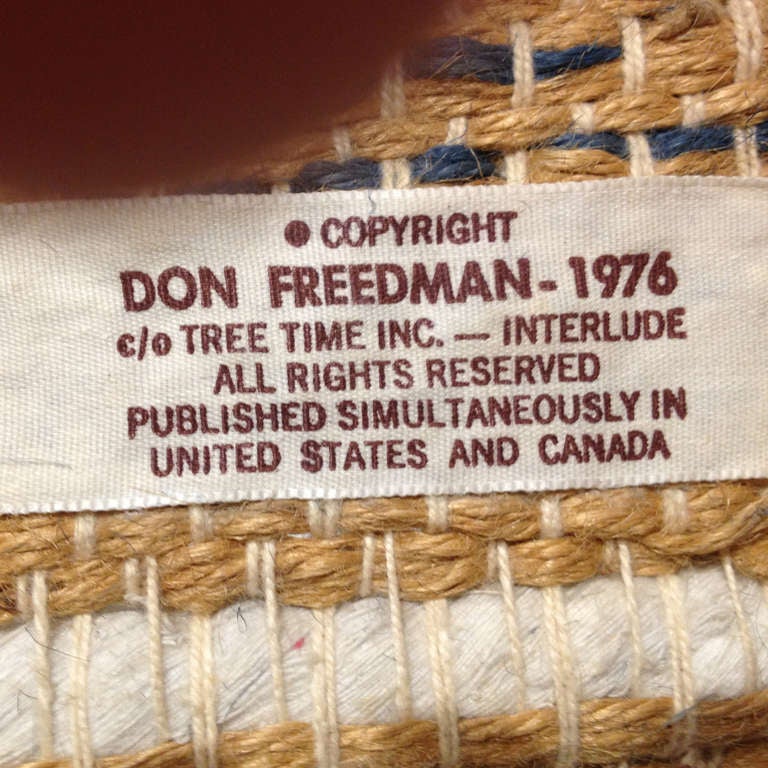 © COPYRIGHT
DON FREEDMAN - 1976
c/o TREE TIME INC. — INTERLUDE
ALL RIGHTS RESERVED
PUBLISHED SIMULTANEOUSLY IN
UNITED STATES AND CANADA